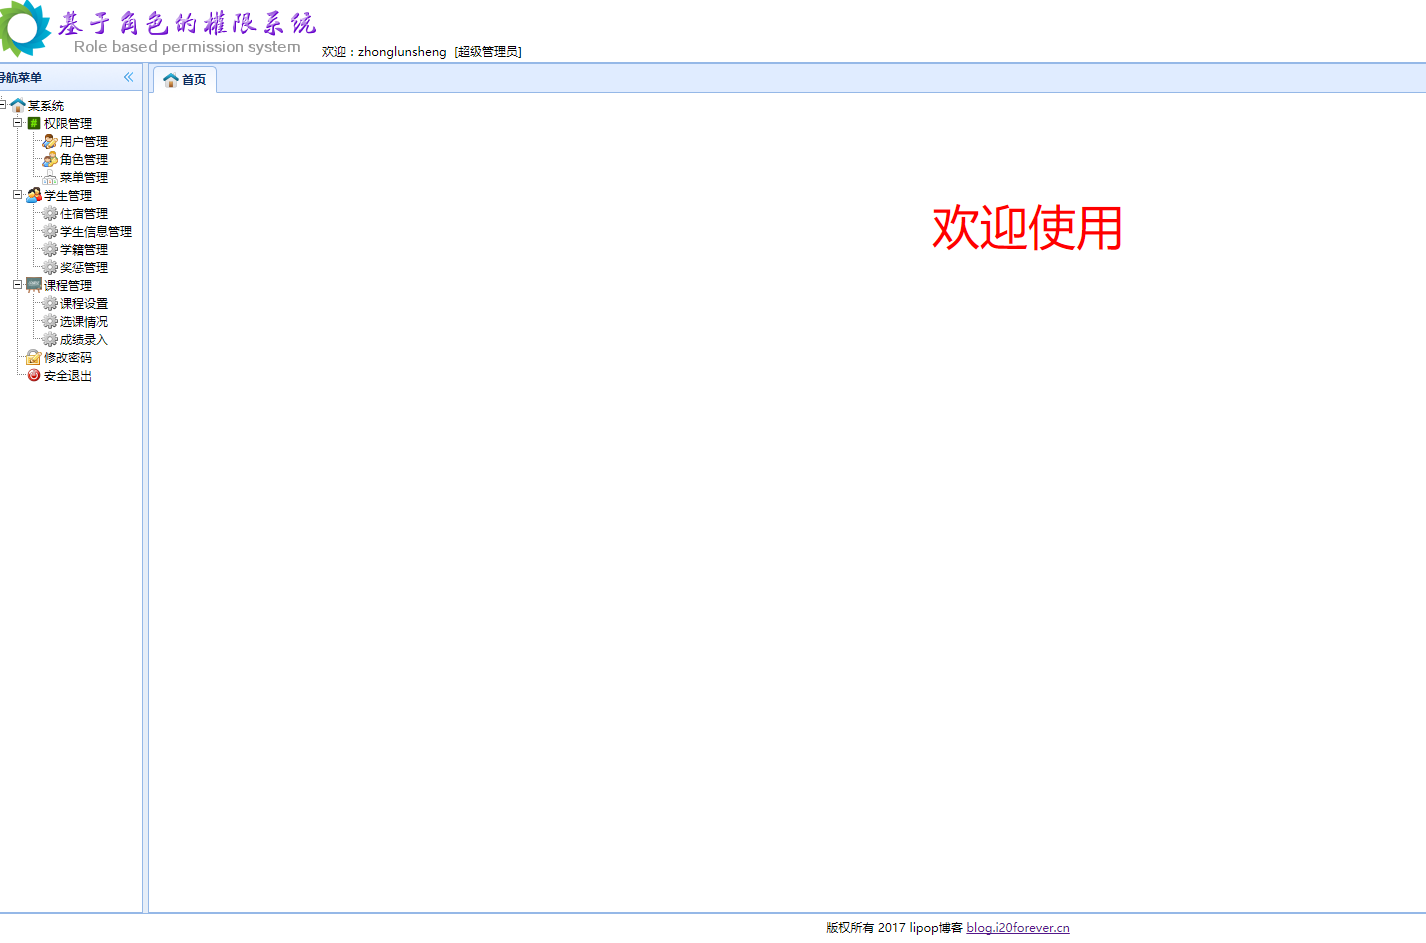 基于角色的權限系统
Role based permission system
欢迎：zhonglunsheng [超级管理员]
导航菜单
首页
某系统
权限管理
用户管理
角色管理
菜单管理
学生管理
住宿管理
学生信息管理
学籍管理
奖惩管理
课程管理
课程设置
选课情况
成绩录入
修改密码
安全退出
欢迎使用
版权所有 2017 lipop博客 blog.i20forever.cn